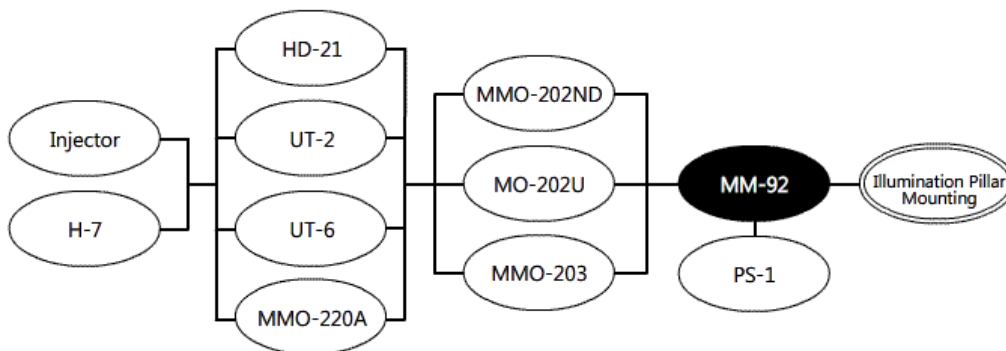 Injector
H-7
HD-21
UT-2
UT-6
MMO-220A
MMO-202ND
MO-202U
MMO-203
MM-92
PS-1
Illumination Pillar
Mounting